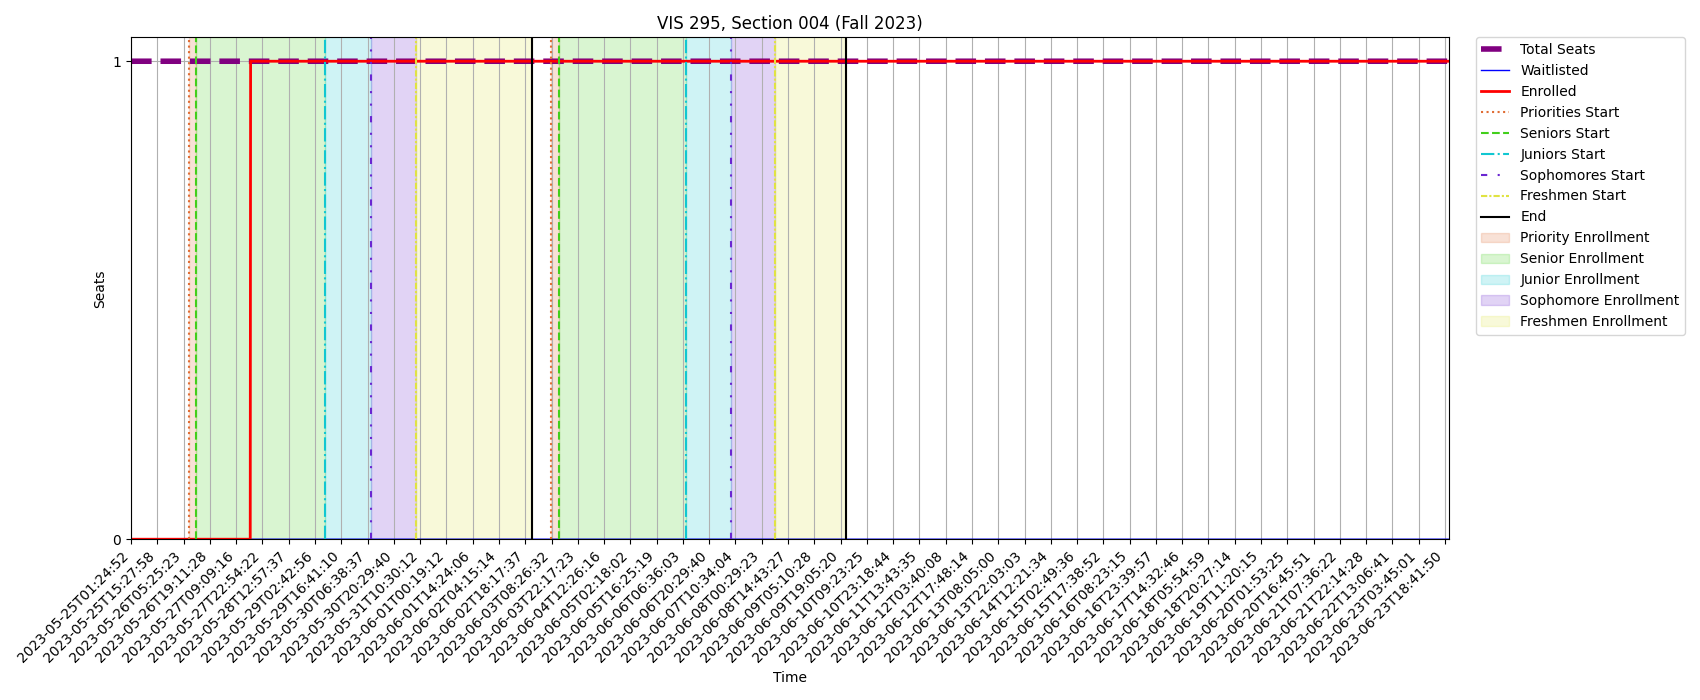 VIS 295, Section 004 (Fall 2023)
Seats
1
0
2023-05-25T01:24:52
2023-05-25T15:27:58
2023-05-26T05:25:23
2023-05-26T19:11:28
2023-05-27T09:09:16
2023-05-27T22:54:22
2023-05-28T12:57:37
2023-05-29T02:42:56
2023-05-29T16:41:10
2023-05-30T06:38:37
2023-05-30T20:29:40
2023-05-31T10:30:12
2023-06-01T00:19:12
2023-06-01T14:24:06
2023-06-02T04:15:14
2023-06-02T18:17:37
2023-06-03T08:26:32
2023-06-03T22:17:23
2023-06-04T12:26:16
2023-06-05T02:18:02
2023-06-05T16:25:19
2023-06-06T06:36:03
2023-06-06T20:29:40
2023-06-07T10:34:04
2023-06-08T00:29:23
2023-06-08T14:43:27
2023-06-09T05:10:28
2023-06-09T19:05:20
2023-06-10T09:23:25
2023-06-10T23:18:44
2023-06-11T13:43:35
2023-06-12T03:40:08
2023-06-12T17:48:14
2023-06-13T08:05:00
2023-06-13T22:03:03
2023-06-14T12:21:34
2023-06-15T02:49:36
2023-06-15T17:38:52
2023-06-16T08:23:15
2023-06-16T23:39:57
2023-06-17T14:32:46
2023-06-18T05:54:59
2023-06-18T20:27:14
2023-06-19T11:20:15
2023-06-20T01:53:25
2023-06-20T16:45:51
2023-06-21T07:36:22
2023-06-21T22:14:28
2023-06-22T13:06:41
2023-06-23T03:45:01
2023-06-23T18:41:50
Time
Total Seats
Waitlisted
Enrolled
Priorities Start
Seniors Start
Juniors Start
Sophomores Start
Freshmen Start
End
Priority Enrollment
Senior Enrollment
Junior Enrollment
Sophomore Enrollment
Freshmen Enrollment